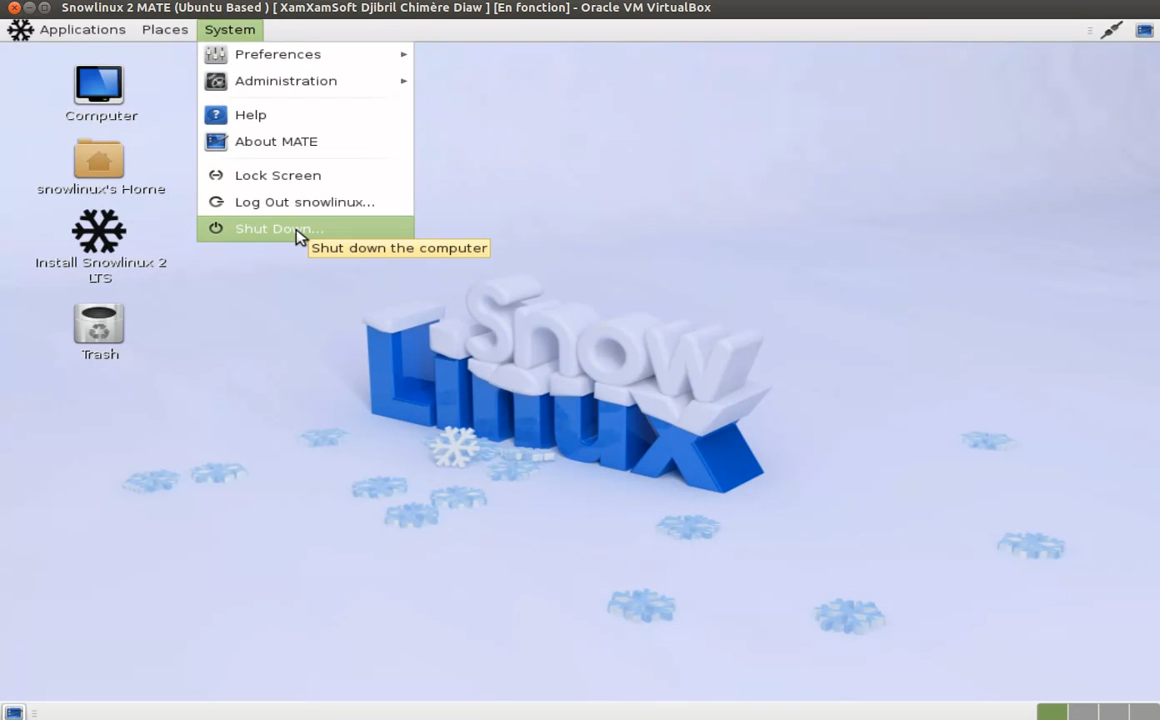 Snowlinux 2 MATE (Ubuntu Based ) [ XamXamSoft Djibril Chimère Diaw ] [En fonction] - Oracle VM VirtualBox
Applications Places System
Preferences
Administration
Help
About MATE
Lock Screen
Log Out snowlinux...
Shut Down...
Shut down the computer
Computer
snowlinux's Home
Install Snowlinux 2
LTS
Trash
Snow
Linux